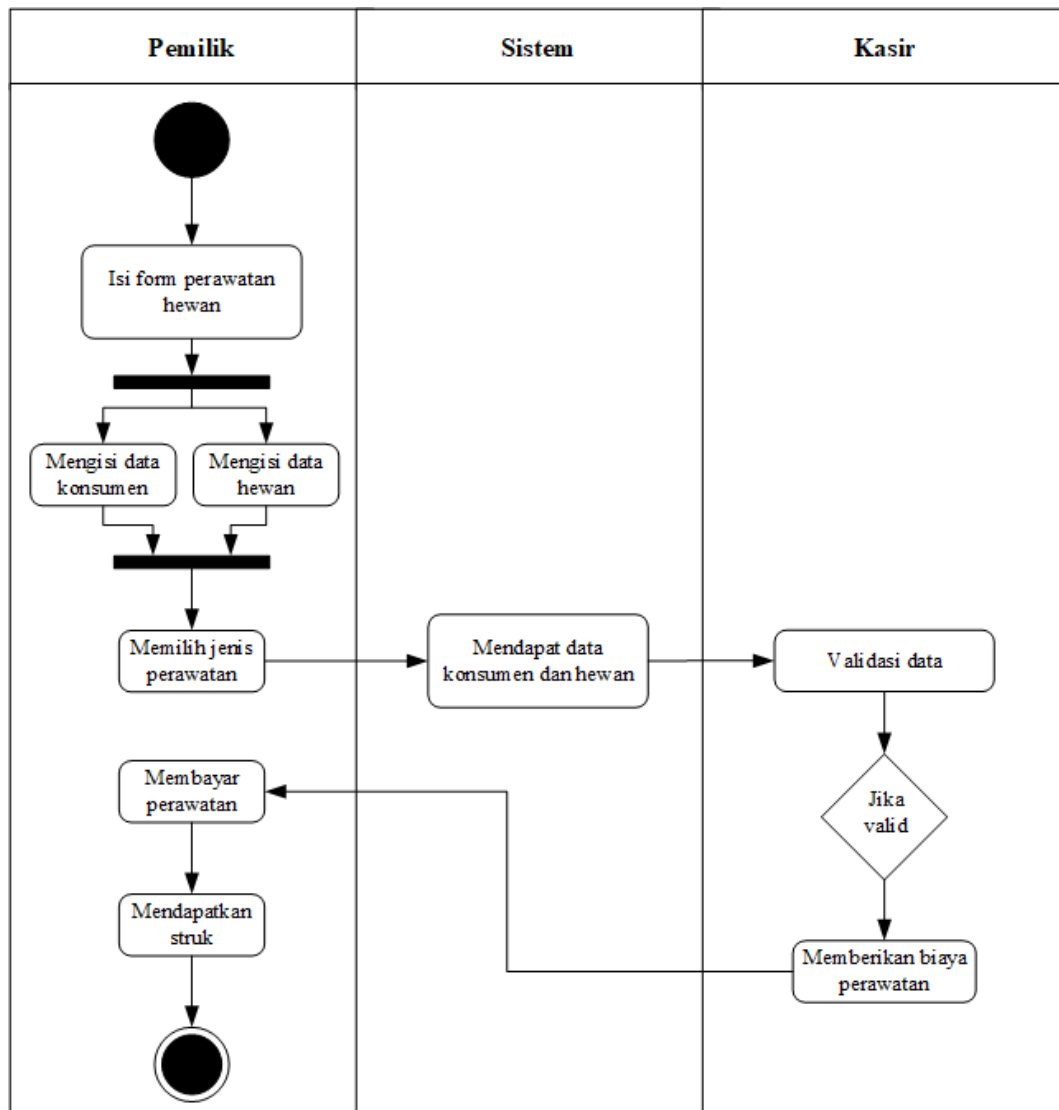 Pemilik
Sistem
Kasir
Isi form perawatan
hewan
Mengisi data
konsumen
Mengisi data
hewan
Memilih jenis
perawatan
Mendapat data
konsumen dan hewan
Validasi data
Jika
valid
Memberikan biaya
perawatan
Membayar
perawatan
Mendapatkan
struk